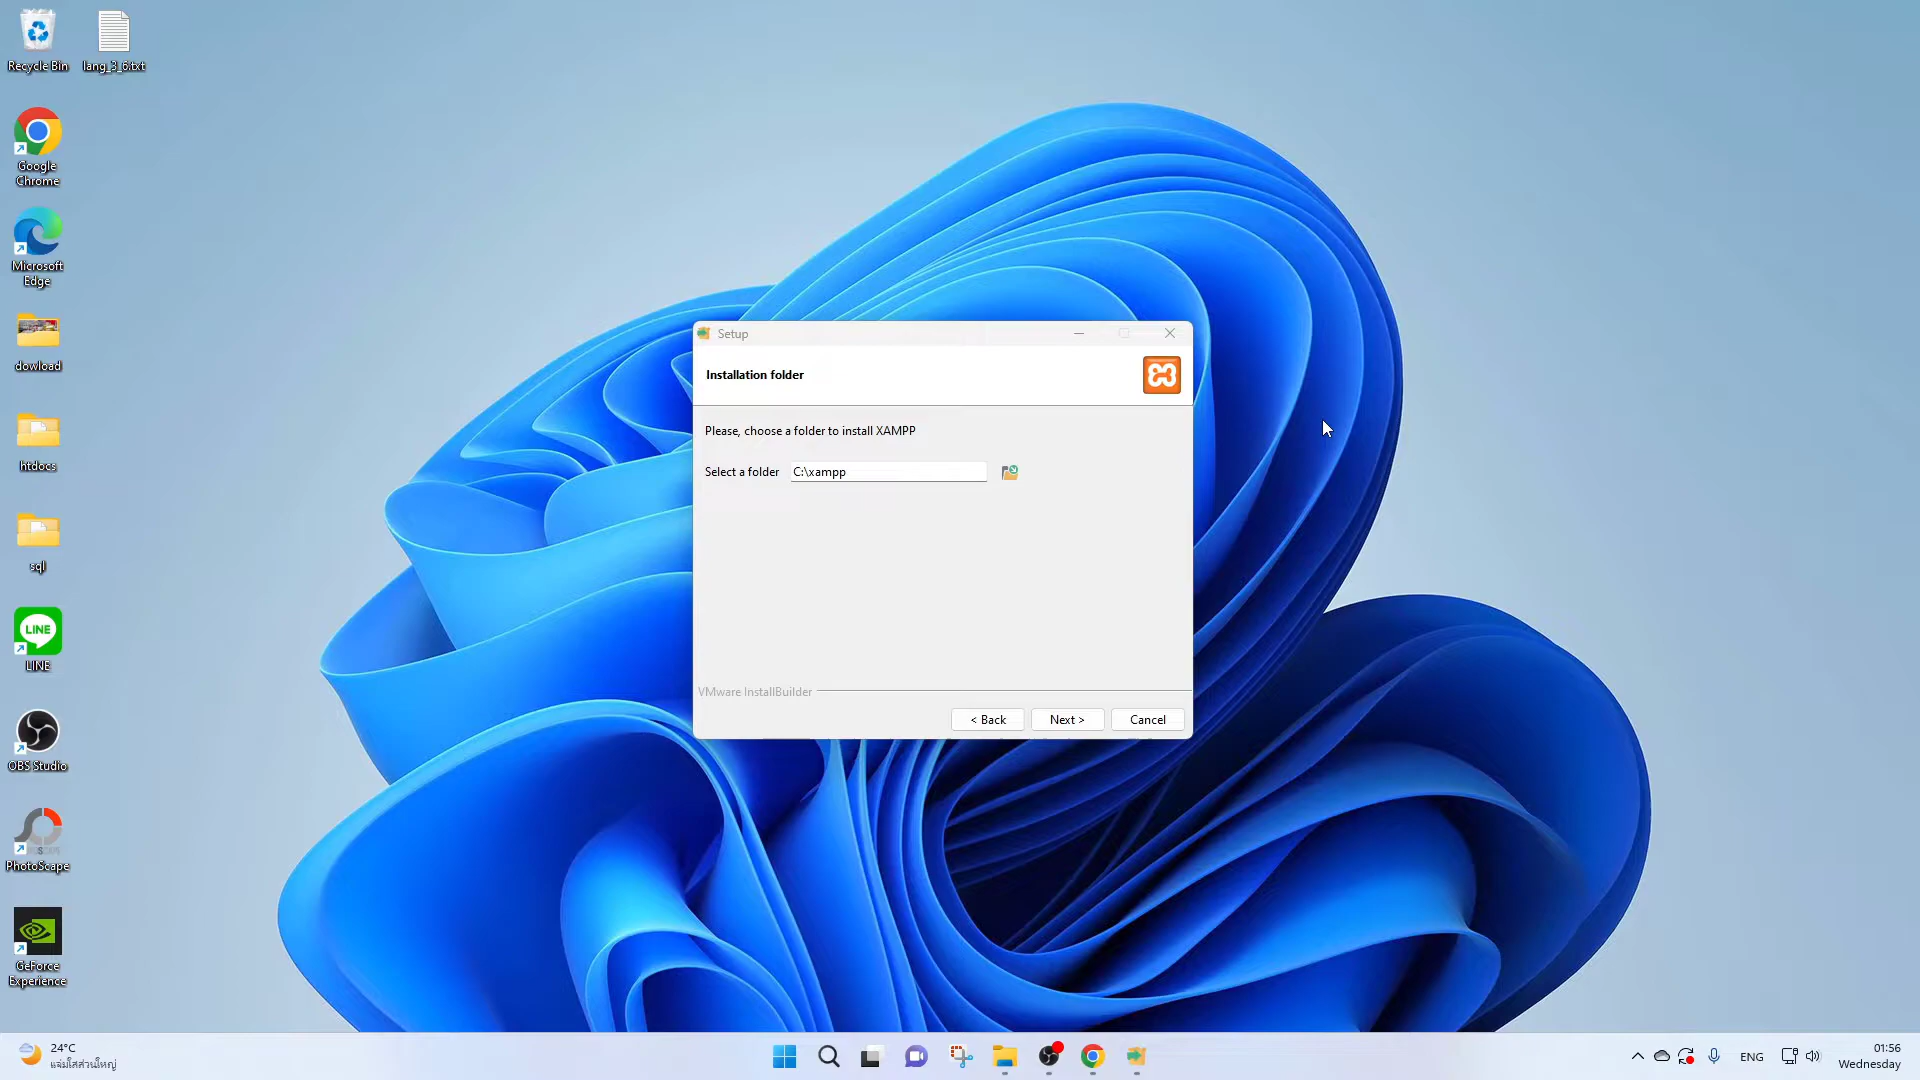 Recycle Bin
lang_3_6.txt
Google
Chrome
Microsoft
Edge
dowload
htdocs
sql
LINE
LINE
OBS Studio
PhotoScape
GeForce
Experience
Setup
Installation folder
Please, choose a folder to install XAMPP
Select a folder
C:\xampp
VMware InstallBuilder
< Back
Next >
Cancel
24°C
แจ่มใสส่วนใหญ่
ENG
01:56
Wednesday